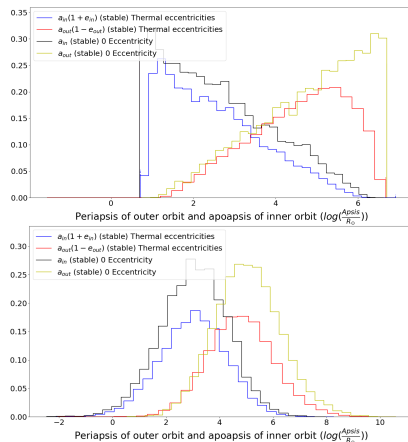 0.35
0.30
0.25
0.20
0.15
0.10
0.05
0.00
a_in(1 + e_in) (stable) Thermal eccentricities
a_out(1 − e_out) (stable) Thermal eccentricities
a_in (stable) 0 Eccentricity
a_out (stable) 0 Eccentricity
0 2 4 6 8
Periapsis of outer orbit and apoapsis of inner orbit (log(Apsis/R⊙))
0.30
0.25
0.20
0.15
0.10
0.05
0.00
a_in(1 + e_in) (stable) Thermal eccentricities
a_out(1 − e_out) (stable) Thermal eccentricities
a_in (stable) 0 Eccentricity
a_out (stable) 0 Eccentricity
−2 0 2 4 6 8 10
Periapsis of outer orbit and apoapsis of inner orbit (log(Apsis/R⊙))